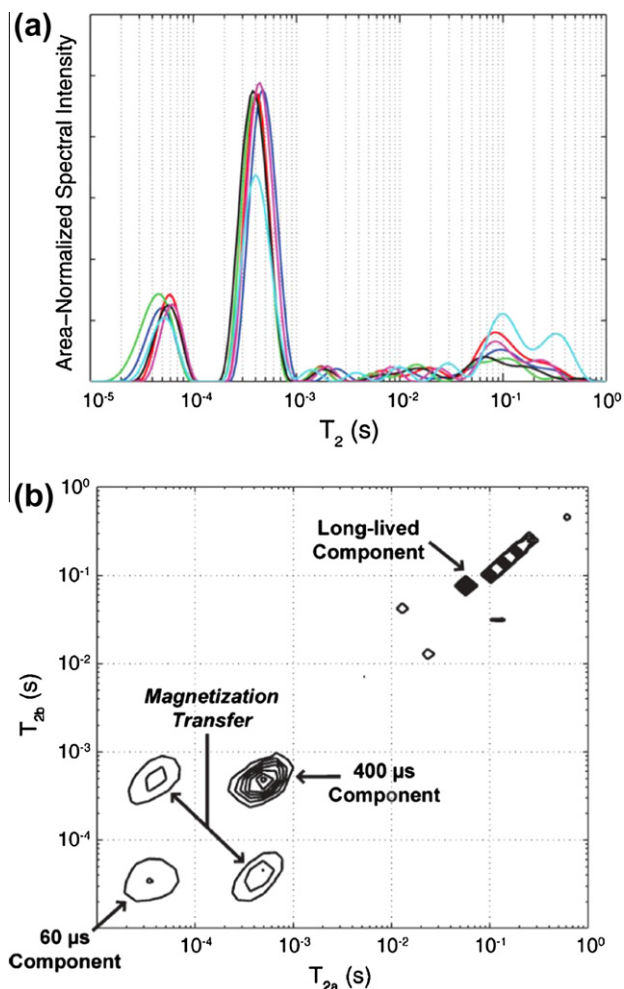 (a)
Area–Normalized Spectral Intensity
10⁻⁵ 10⁻⁴ 10⁻³ 10⁻² 10⁻¹ 10⁰
T₂ (s)
(b)
10⁰
10⁻¹
10⁻²
10⁻³
10⁻⁴
T₂b (s)
Long-lived
Component
Magnetization
Transfer
400 µs
Component
60 µs
Component
10⁻⁴ 10⁻³ 10⁻² 10⁻¹ 10⁰
T₂ₐ (s)